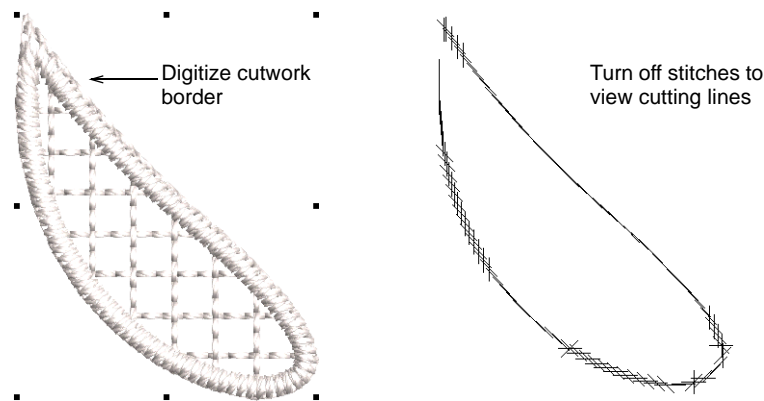 Digitize cutwork
border
Turn off stitches to
view cutting lines